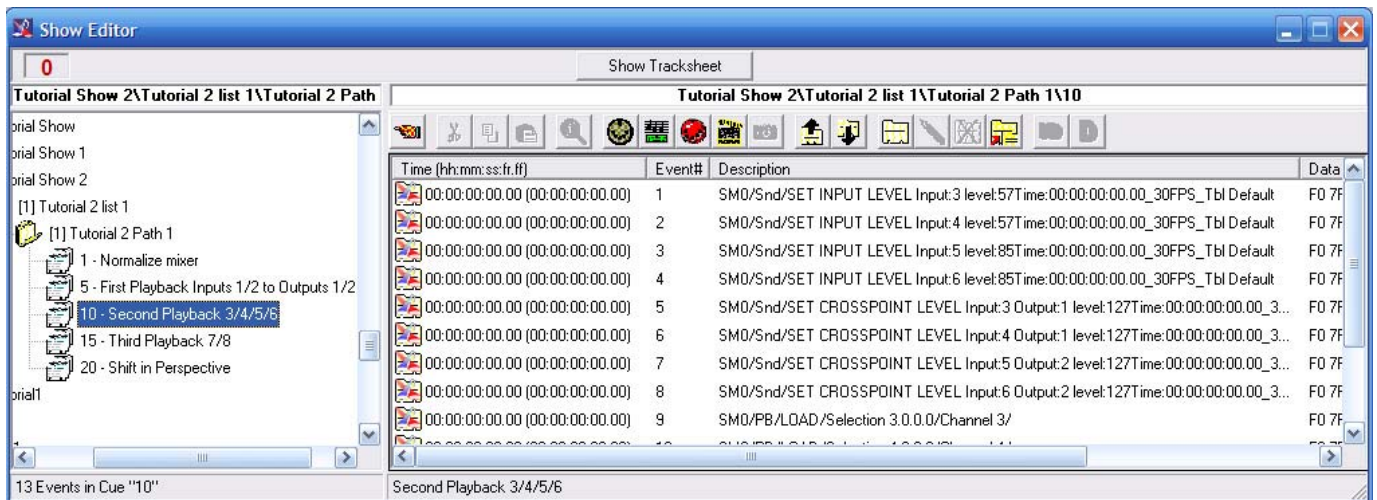 Show Editor
0
Show Tracksheet
Tutorial Show 2\Tutorial 2 list 1\Tutorial 2 Path
Tutorial Show 2\Tutorial 2 list 1\Tutorial 2 Path 1\10
orial Show
orial Show 1
orial Show 2
[1] Tutorial 2 list 1
[1] Tutorial 2 Path 1
1 - Normalize mixer
5 - First Playback Inputs 1/2 to Outputs 1/2
10 - Second Playback 3/4/5/6
15 - Third Playback 7/8
20 - Shift in Perspective
orial1
Time (hh:mm:ss:fr.ff) Event# Description Data
00:00:00:00.00 (00:00:00:00.00) 1 SM0/Snd/SET INPUT LEVEL Input:3 level:57Time:00:00:00:00.00_30FPS_Tbl Default F0 7F
00:00:00:00.00 (00:00:00:00.00) 2 SM0/Snd/SET INPUT LEVEL Input:4 level:57Time:00:00:00:00.00_30FPS_Tbl Default F0 7F
00:00:00:00.00 (00:00:00:00.00) 3 SM0/Snd/SET INPUT LEVEL Input:5 level:85Time:00:00:00:00.00_30FPS_Tbl Default F0 7F
00:00:00:00.00 (00:00:00:00.00) 4 SM0/Snd/SET INPUT LEVEL Input:6 level:85Time:00:00:00:00.00_30FPS_Tbl Default F0 7F
00:00:00:00.00 (00:00:00:00.00) 5 SM0/Snd/SET CROSSPOINT LEVEL Input:3 Output:1 level:127Time:00:00:00:00.00_3...  F0 7F
00:00:00:00.00 (00:00:00:00.00) 6 SM0/Snd/SET CROSSPOINT LEVEL Input:4 Output:1 level:127Time:00:00:00:00.00_3... F0 7F
00:00:00:00.00 (00:00:00:00.00) 7 SM0/Snd/SET CROSSPOINT LEVEL Input:5 Output:2 level:127Time:00:00:00:00.00_3... F0 7F
00:00:00:00.00 (00:00:00:00.00) 8 SM0/Snd/SET CROSSPOINT LEVEL Input:6 Output:2 level:127Time:00:00:00:00.00_3... F0 7F
00:00:00:00.00 (00:00:00:00.00) 9 SM0/PB/LOAD/Selection 3.0.0.0/Channel 3/ F0 7F
13 Events in Cue "10"
Second Playback 3/4/5/6